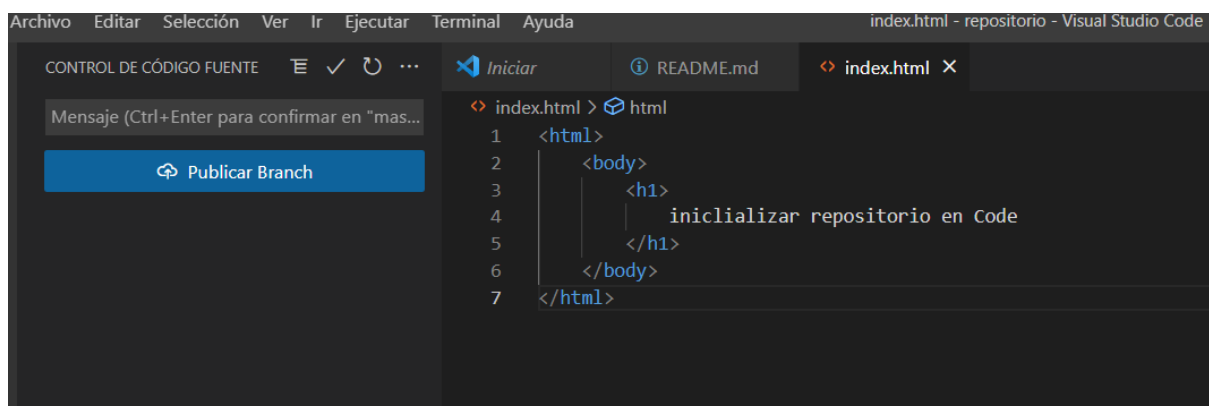 Archivo Editar Selección Ver Ir Ejecutar Terminal Ayuda index.html - repositorio - Visual Studio Code
CONTROL DE CÓDIGO FUENTE
Mensaje (Ctrl+Enter para confirmar en "mas...
Publicar Branch
Iniciar README.md index.html
index.html > html
1 <html>
2 <body>
3 <h1>
4 iniclializar repositorio en Code
5 </h1>
6 </body>
7 </html>